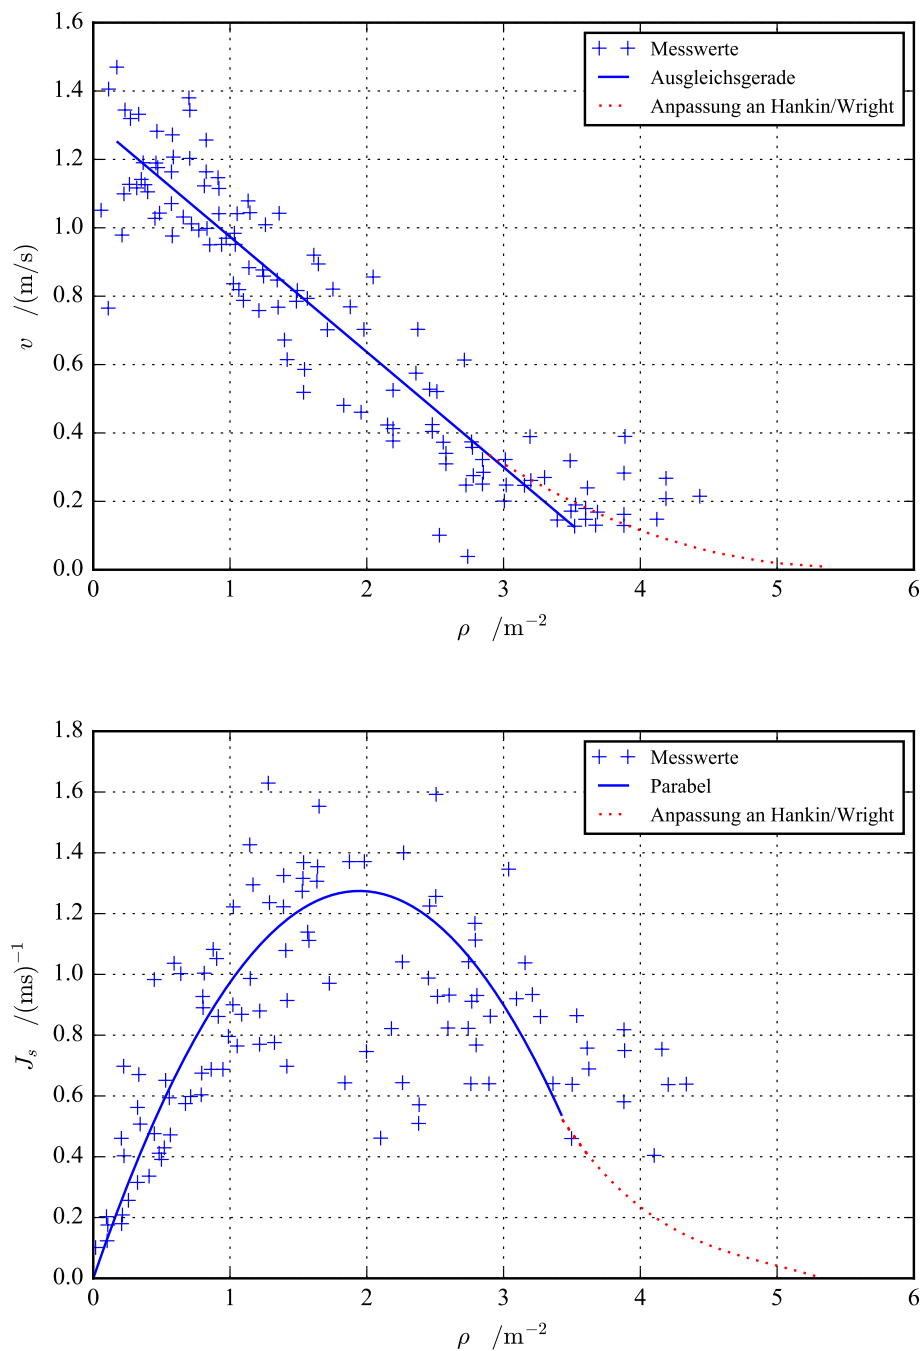 1.6
1.4
1.2
1.0
0.8
0.6
0.4
0.2
0.0
v /(m/s)
Messwerte
Ausgleichsgerade
Anpassung an Hankin/Wright
0 1 2 3 4 5 6
ρ /m⁻²
1.8
1.6
1.4
1.2
1.0
0.8
0.6
0.4
0.2
0.0
Jₛ /(ms)⁻¹
Messwerte
Parabel
Anpassung an Hankin/Wright
0 1 2 3 4 5 6
ρ /m⁻²